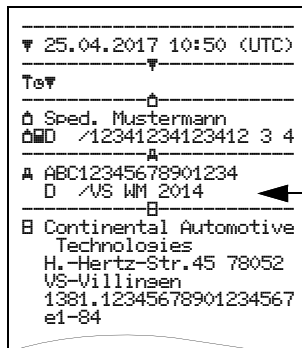 ▼ 25.04.2017 10:50 (UTC)
T⊙▼
Sped. Mustermann
D /12341234123412 3 4
A ABC12345678901234
D /VS WM 2014
Continental Automotive
Technologies
H.-Hertz-Str.45 78052
VS-Villingen
1381.12345678901234567
e1-84